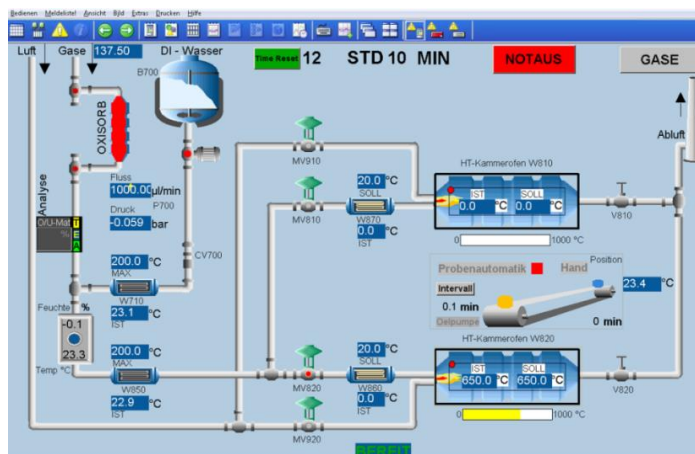 Bedienen Meldekiste Ansicht Bild Extras Drucken Hilfe
Luft Gase 137.50 DI - Wasser Time Reset 12 STD 10 MIN NOTAUS GASE
B700
OXISORB
MV910
HT-Kammerofen W810
Abluft
Fluss
1000.00 µl/min
P700
Druck
-0.059 bar
Analyse
O/U-Mat
%
T
E
CV700
20.0 °C
SOLL
MV810
W870
0.0 °C
IST
IST SOLL
0.0 °C 0.0 °C
V810
0 1000 °C
200.0 °C
MAX
W710
23.1 °C
IST
Probenautomatik Hand Position
Intervall
0.1 min
Oelpumpe
0 min
23.4 °C
Feuchte %
-0.1
23.3
Temp °C
200.0 °C
MAX
W850
22.9 °C
IST
20.0 °C
SOLL
MV820
W860
0.0 °C
IST
HT-Kammerofen W820
IST SOLL
650.0 °C 650.0 °C
V820
0 1000 °C
MV920
BEREIT